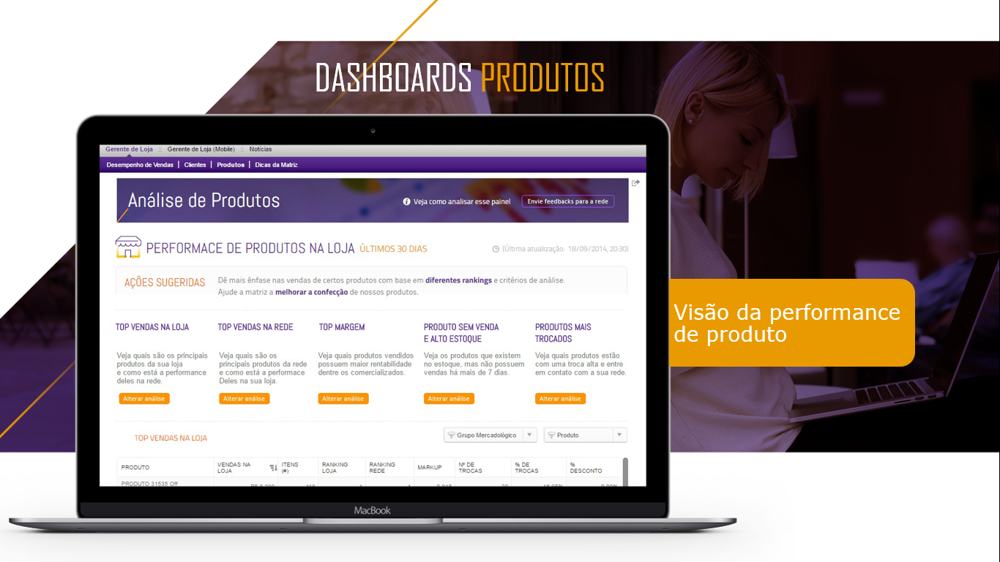 DASHBOARDS PRODUTOS
Gerente de Loja :: Gerente de Loja (Mobile) :: Notícias
Desempenho de Vendas | Clientes | Produtos | Dicas da Matriz
Análise de Produtos
Veja como analisar esse painel
Envie feedbacks para a rede
PERFORMACE DE PRODUTOS NA LOJA ÚLTIMOS 30 DIAS
(Última atualização: 18/09/2014, 20:30)
AÇÕES SUGERIDAS
Dê mais ênfase nas vendas de certos produtos com base em diferentes rankings e critérios de análise.
Ajude a matriz a melhorar a confecção de nossos produtos.
TOP VENDAS NA LOJA
Veja quais são os principais
produtos da sua loja
e como está a performance
deles na rede.
Alterar análise
TOP VENDAS NA REDE
Veja quais são os
principais produtos da rede
e como está a performace
Deles na sua loja.
Alterar análise
TOP MARGEM
Veja quais produtos vendidos
possuem maior rentabilidade
dentre os comercializados.
Alterar análise
PRODUTO SEM VENDA
E ALTO ESTOQUE
Veja os produtos que existem
no estoque, mas não possuem
vendas há mais de 7 dias.
Alterar análise
PRODUTOS MAIS
TROCADOS
Veja quais produtos estão
com uma troca alta e entre
em contato com a sua rede.
Alterar análise
TOP VENDAS NA LOJA
Grupo Mercadológico
Produto
PRODUTO
VENDAS NA
LOJA
ITENS
(#)
RANKING
LOJA
RANKING
REDE
MARKUP
Nº DE
TROCAS
% DE
TROCAS
%
DESCONTO
PRODUTO 31535 Off
MacBook
Visão da performance
de produto